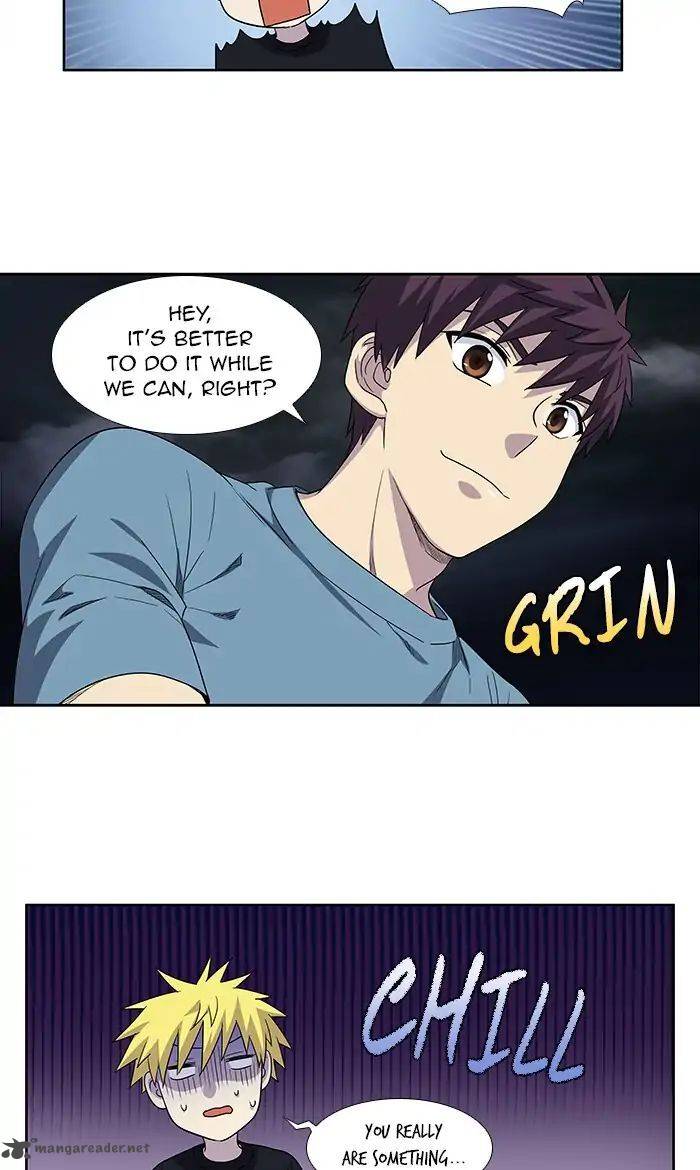 HEY,
IT'S BETTER
TO DO IT WHILE
WE CAN, RIGHT?
GRIN
CHILL
YOU REALLY
ARE SOMETHING...
mangareader.net